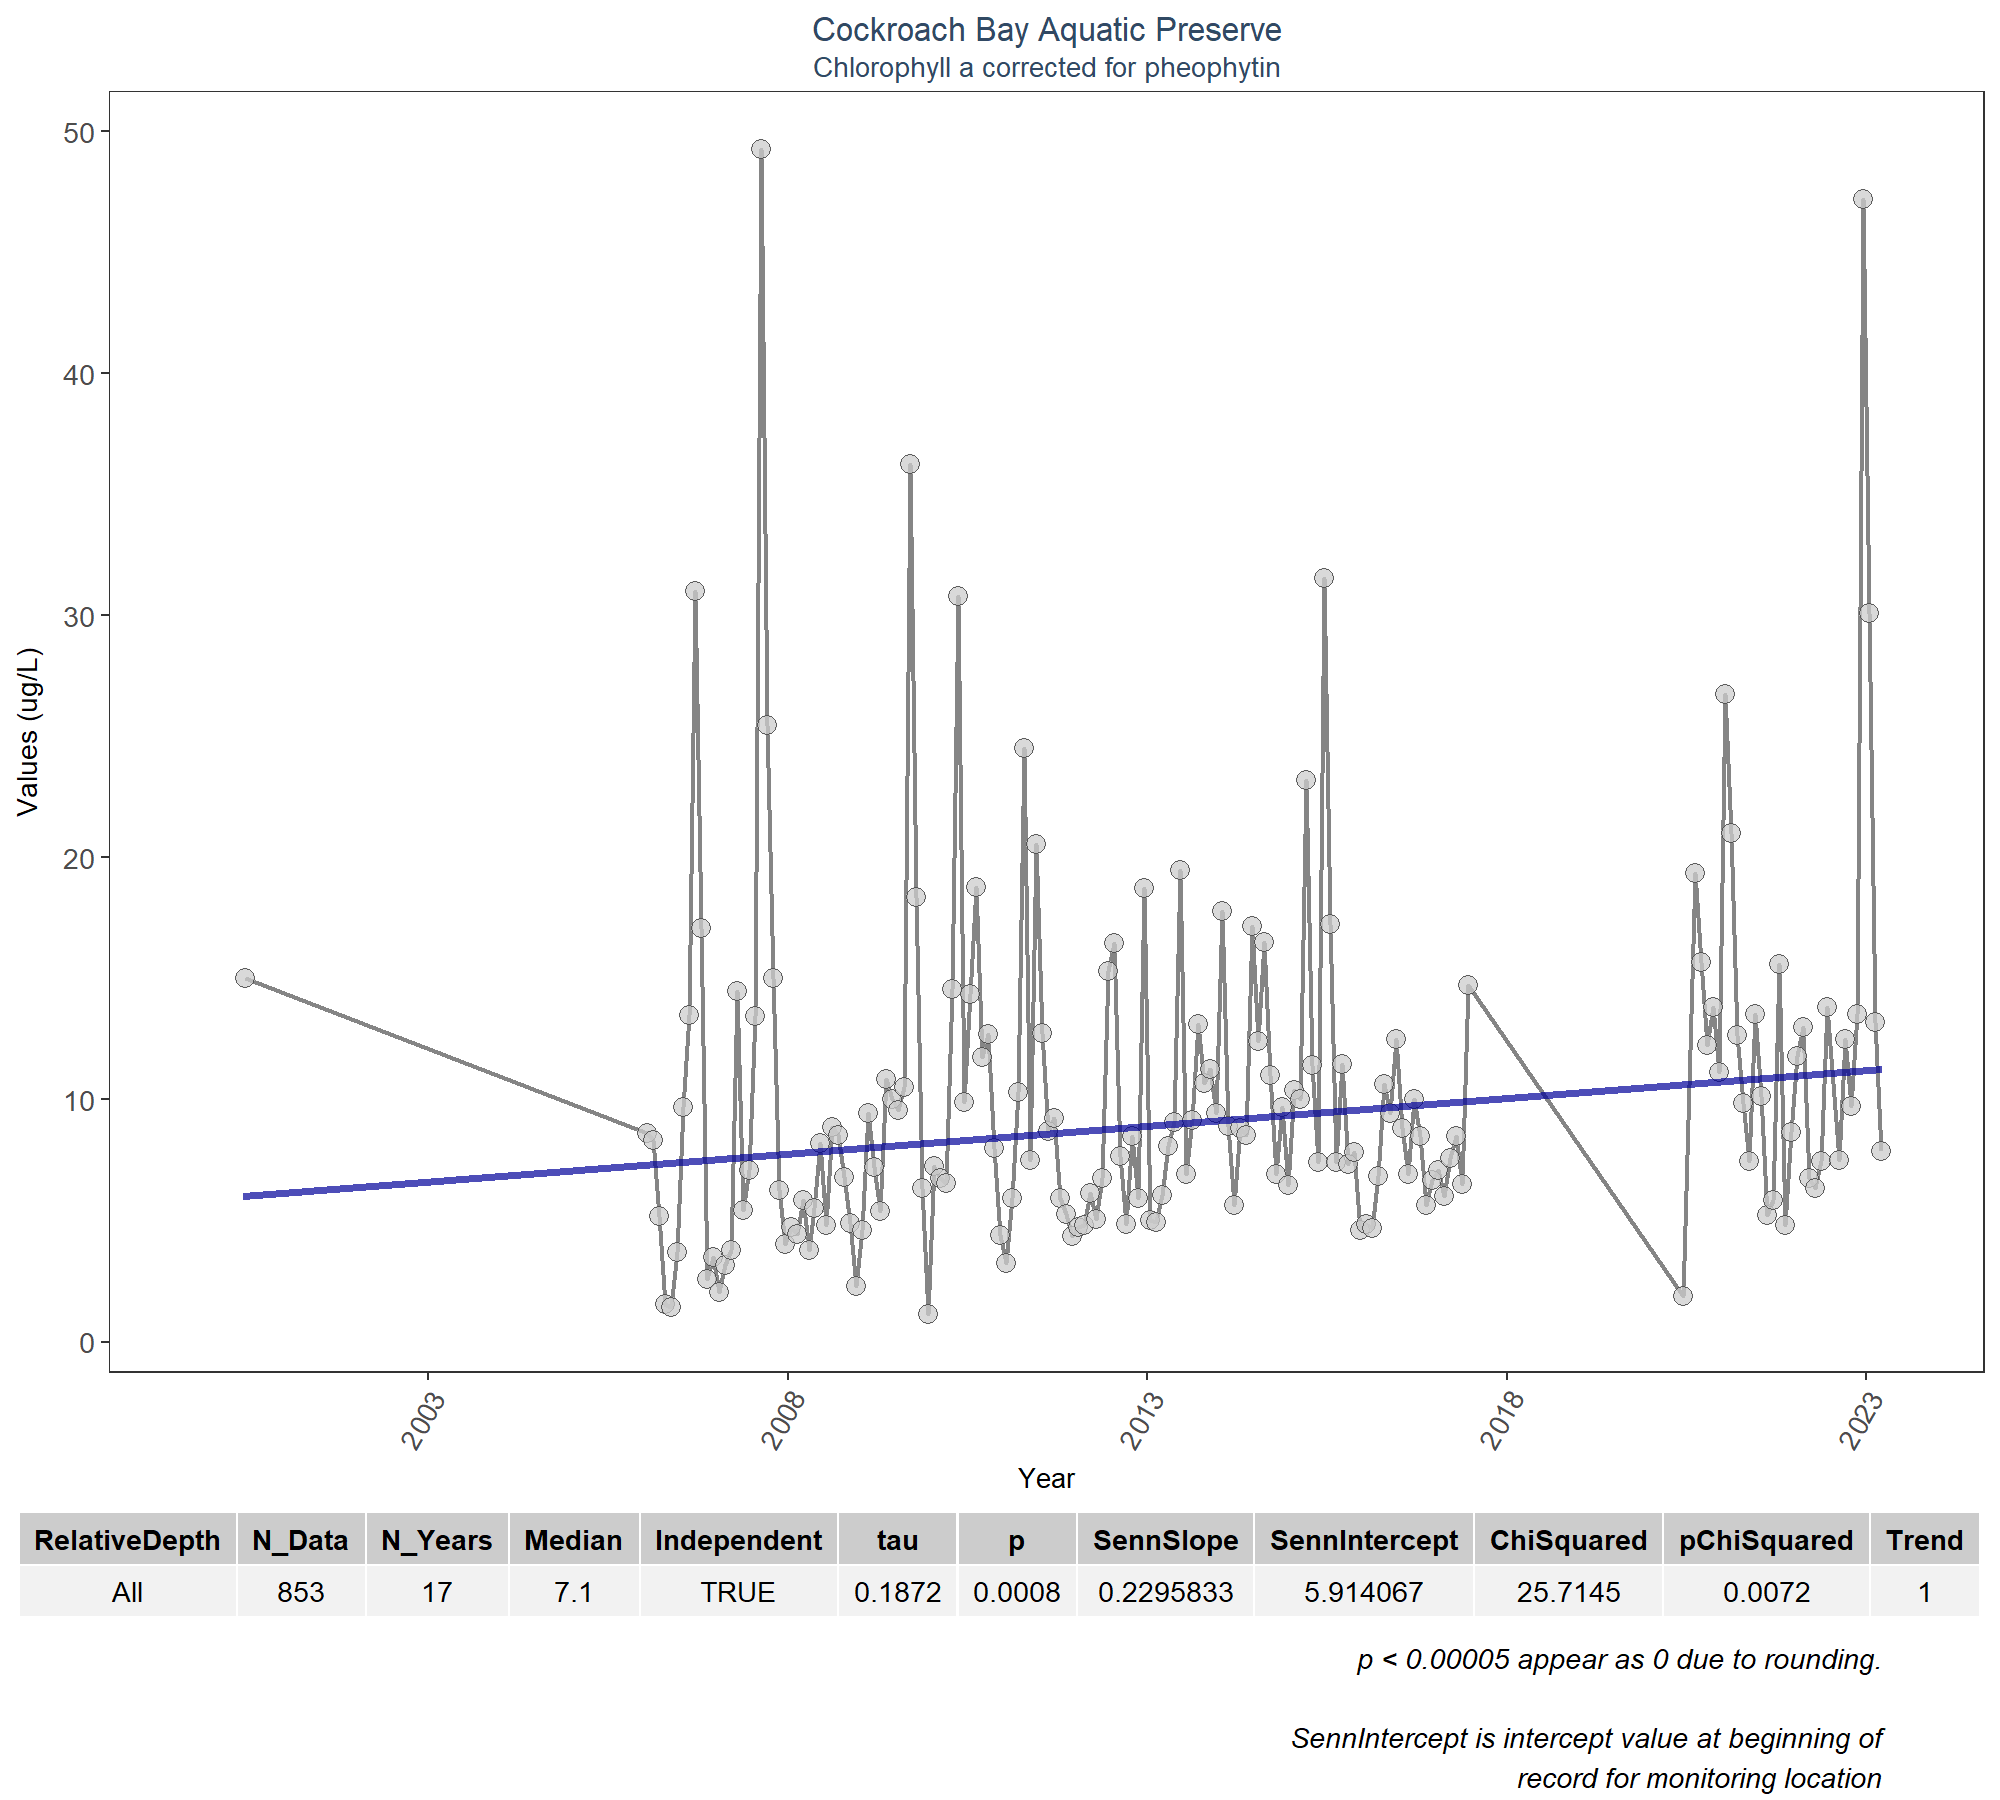 Cockroach Bay Aquatic Preserve
Chlorophyll a corrected for pheophytin
50
40
30
20
10
0
Values (ug/L)
2003
2008
2013
2018
2023
Year
RelativeDepth N_Data N_Years Median Independent tau p SennSlope SennIntercept ChiSquared pChiSquared Trend
All 853 17 7.1 TRUE 0.1872 0.0008 0.2295833 5.914067 25.7145 0.0072 1
p < 0.00005 appear as 0 due to rounding.
SennIntercept is intercept value at beginning of
record for monitoring location